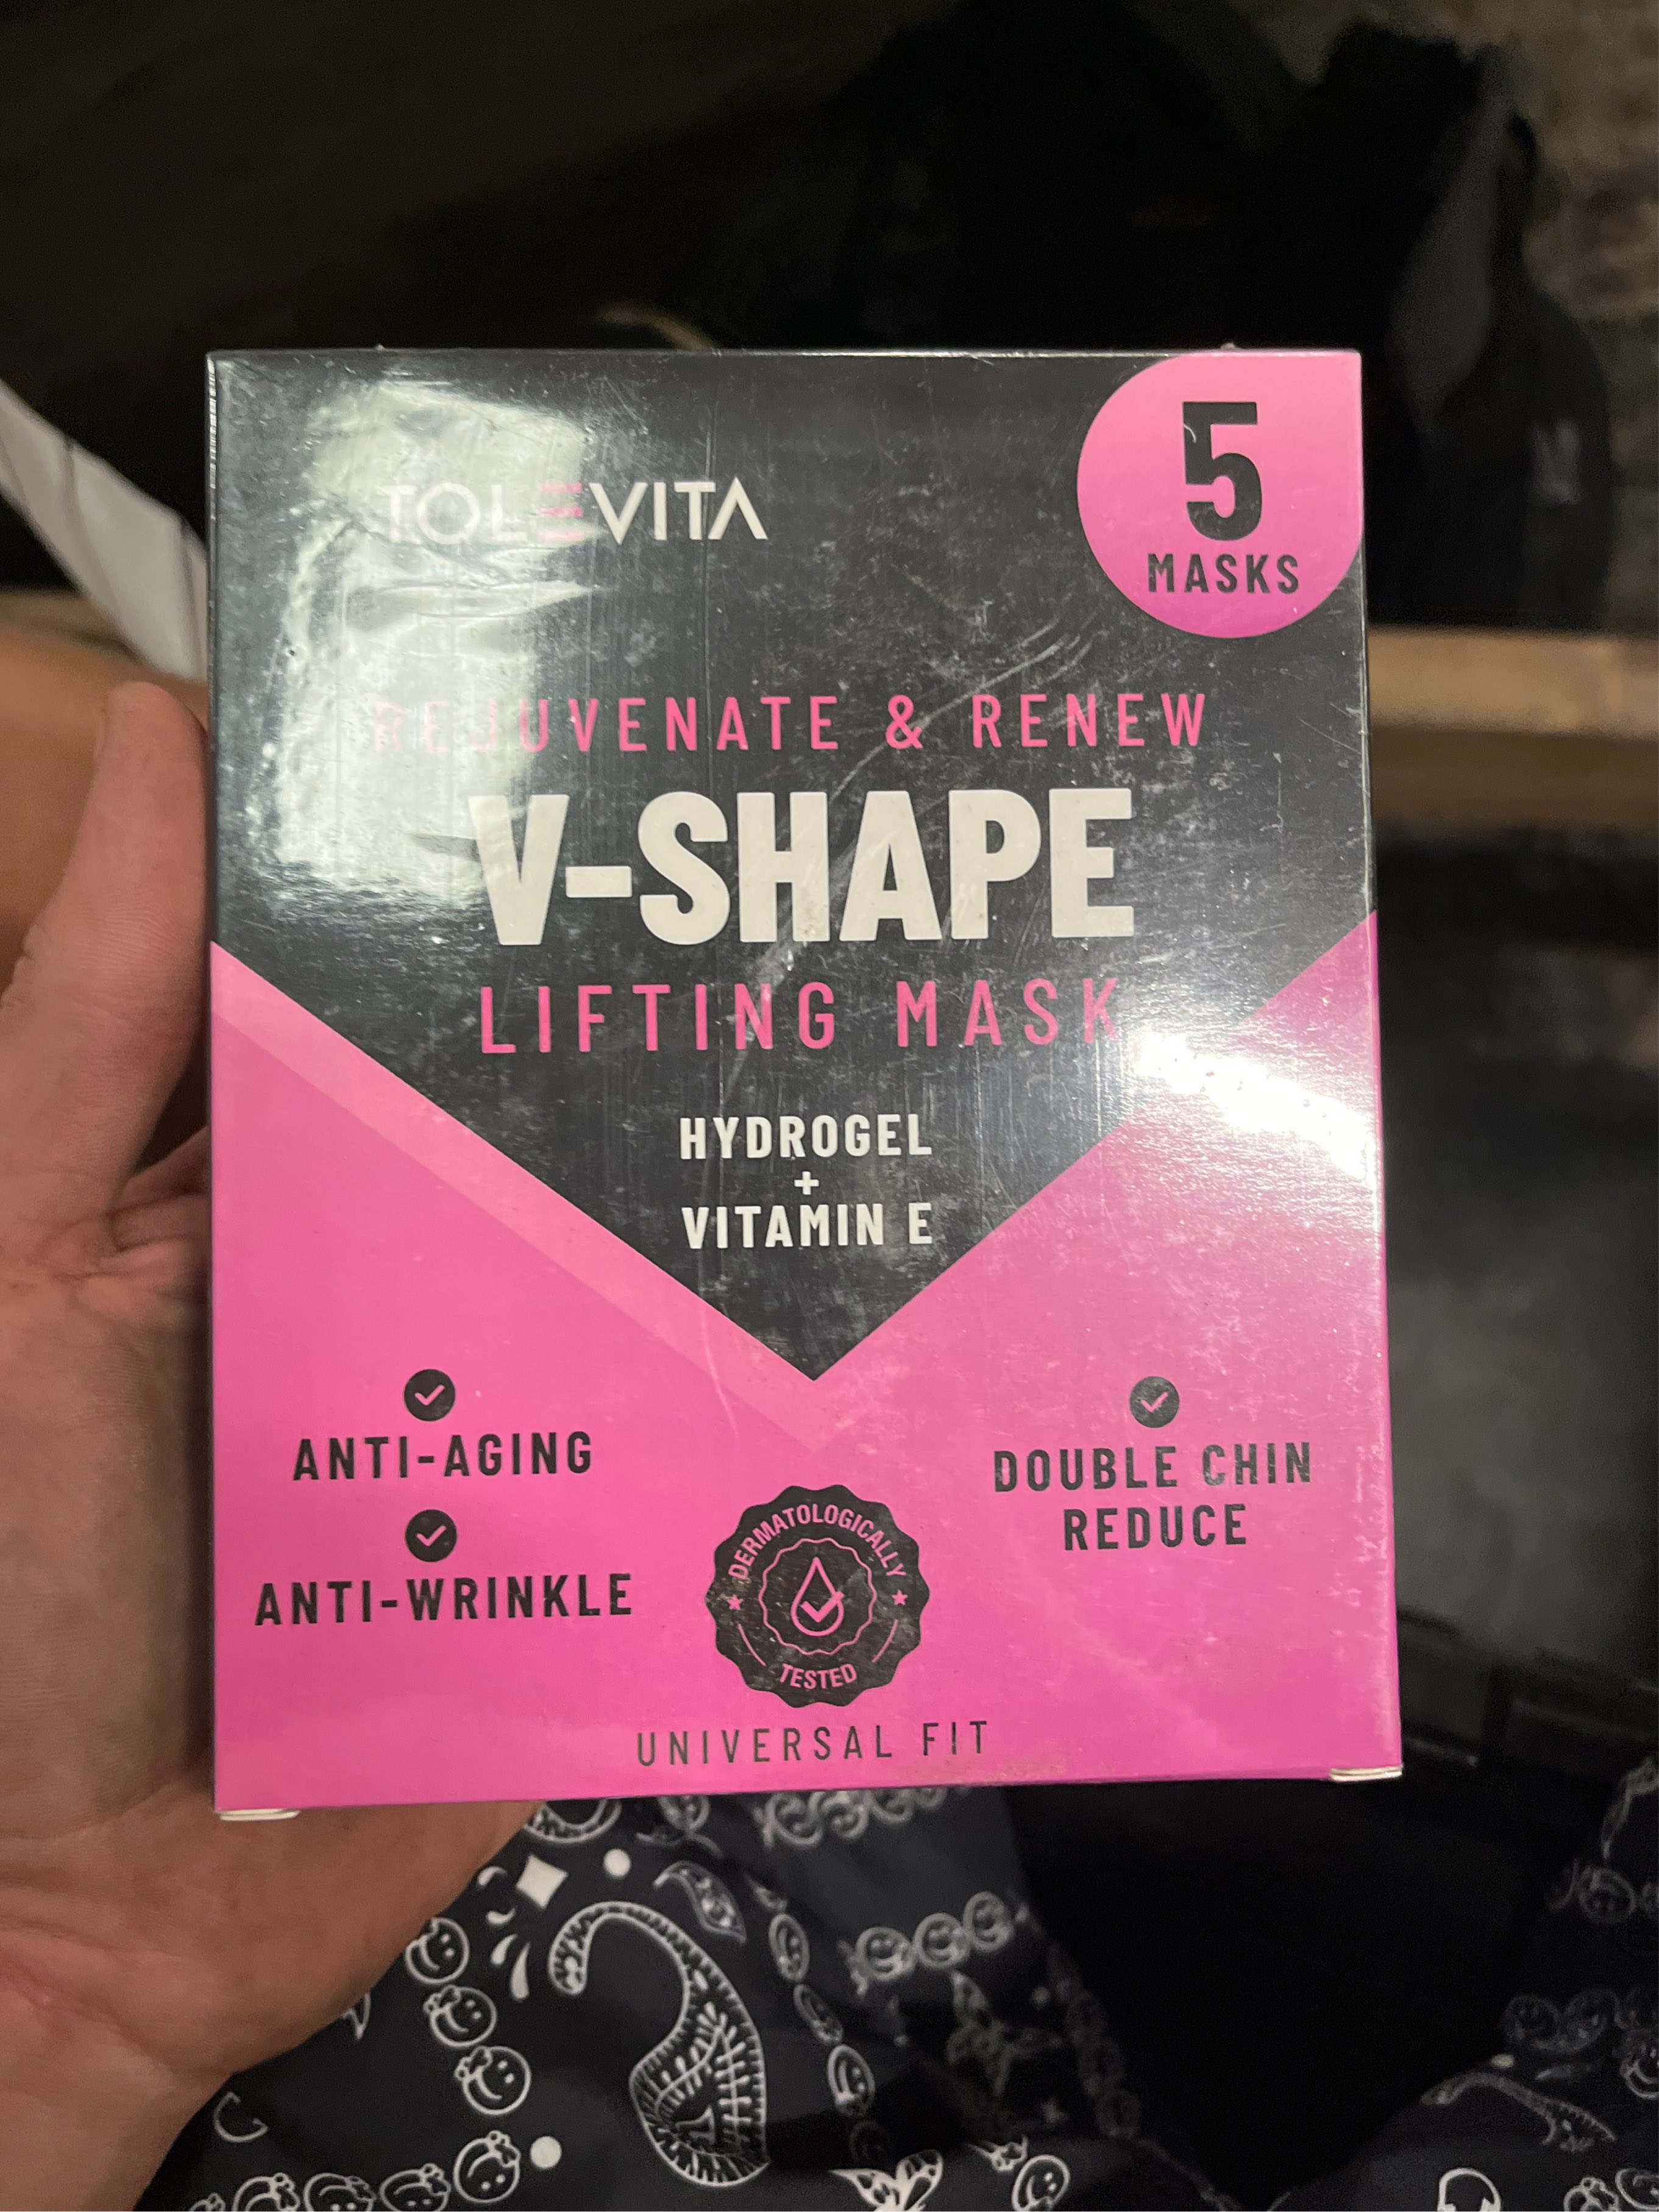 TOLEVITA
5
MASKS
REJUVENATE & RENEW
V-SHAPE
LIFTING MASK
HYDROGEL
+
VITAMIN E
ANTI-AGING
ANTI-WRINKLE
DOUBLE CHIN
REDUCE
DERMATOLOGICALLY
TESTED
UNIVERSAL FIT